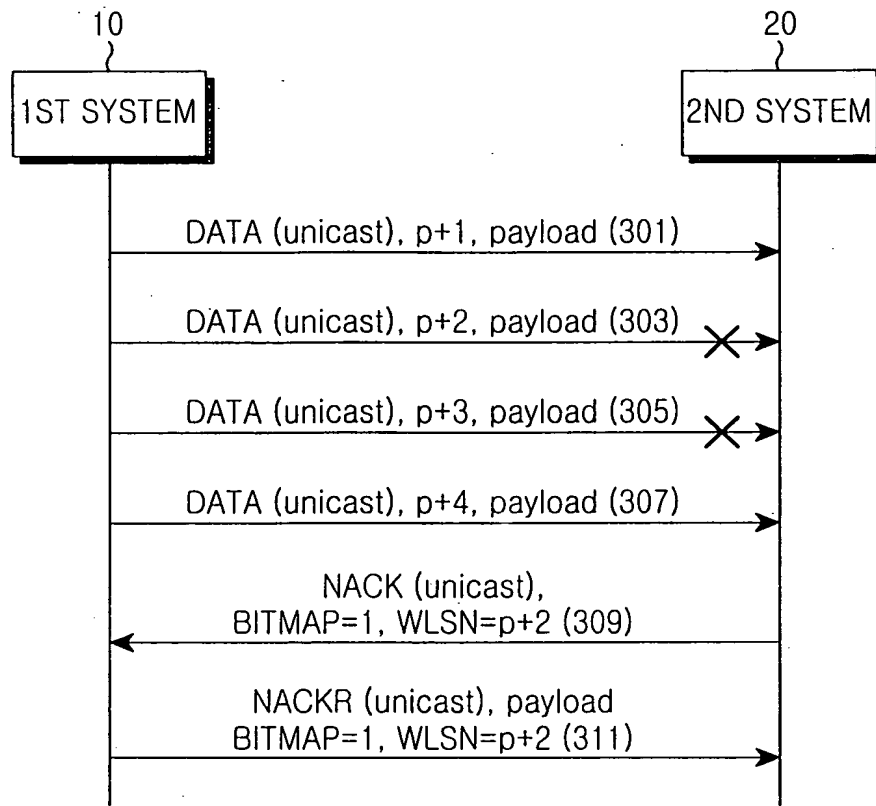 10
20
1ST SYSTEM
2ND SYSTEM
DATA (unicast), p+1, payload (301)
DATA (unicast), p+2, payload (303)
DATA (unicast), p+3, payload (305)
DATA (unicast), p+4, payload (307)
NACK (unicast),
BITMAP=1, WLSN=p+2 (309)
NACKR (unicast), payload
BITMAP=1, WLSN=p+2 (311)